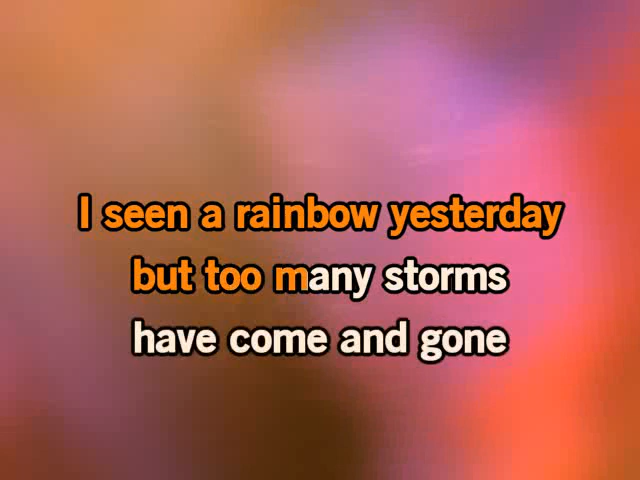 I seen a rainbow yesterday
but too many storms
have come and gone